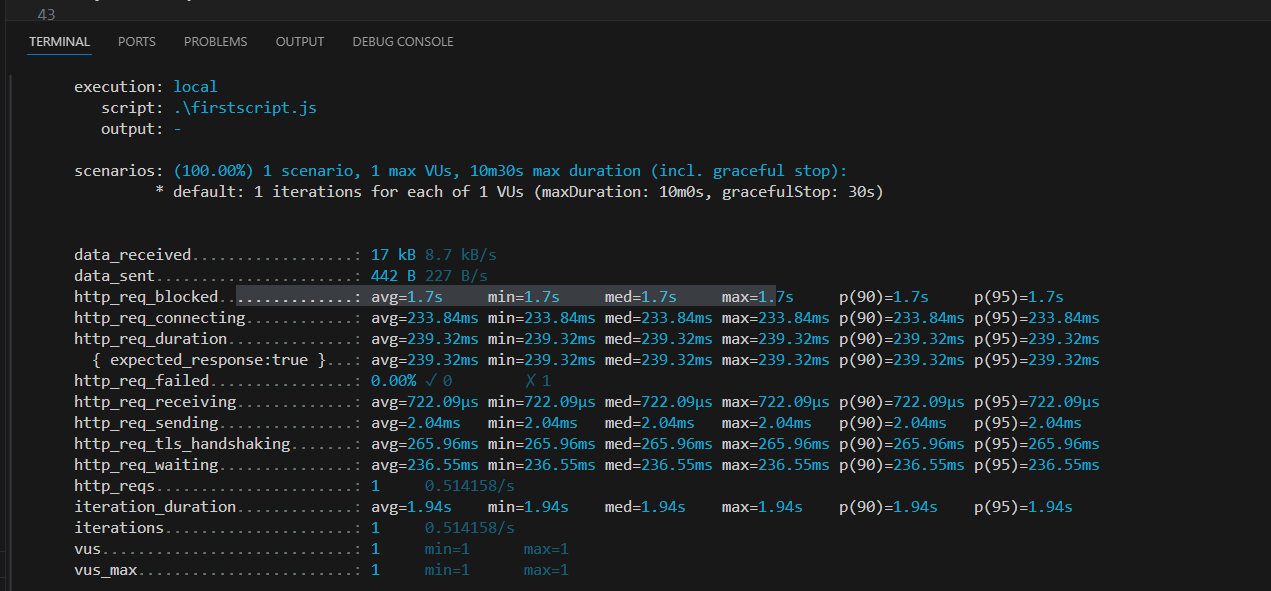 43
TERMINAL PORTS PROBLEMS OUTPUT DEBUG CONSOLE
execution: local
script: .\firstscript.js
output: -
scenarios: (100.00%) 1 scenario, 1 max VUs, 10m30s max duration (incl. graceful stop):
* default: 1 iterations for each of 1 VUs (maxDuration: 10m0s, gracefulStop: 30s)
data_received..................: 17 kB 8.7 kB/s
data_sent......................: 442 B 227 B/s
http_req_blocked...............: avg=1.7s min=1.7s med=1.7s max=1.7s p(90)=1.7s p(95)=1.7s
http_req_connecting............: avg=233.84ms min=233.84ms med=233.84ms max=233.84ms p(90)=233.84ms p(95)=233.84ms
http_req_duration..............: avg=239.32ms min=239.32ms med=239.32ms max=239.32ms p(90)=239.32ms p(95)=239.32ms
{ expected_response:true }...: avg=239.32ms min=239.32ms med=239.32ms max=239.32ms p(90)=239.32ms p(95)=239.32ms
http_req_failed................: 0.00% ✓ 0 ✗ 1
http_req_receiving.............: avg=722.09µs min=722.09µs med=722.09µs max=722.09µs p(90)=722.09µs p(95)=722.09µs
http_req_sending...............: avg=2.04ms min=2.04ms med=2.04ms max=2.04ms p(90)=2.04ms p(95)=2.04ms
http_req_tls_handshaking.......: avg=265.96ms min=265.96ms med=265.96ms max=265.96ms p(90)=265.96ms p(95)=265.96ms
http_req_waiting...............: avg=236.55ms min=236.55ms med=236.55ms max=236.55ms p(90)=236.55ms p(95)=236.55ms
http_reqs......................: 1 0.514158/s
iteration_duration.............: avg=1.94s min=1.94s med=1.94s max=1.94s p(90)=1.94s p(95)=1.94s
iterations.....................: 1 0.514158/s
vus............................: 1 min=1 max=1
vus_max........................: 1 min=1 max=1